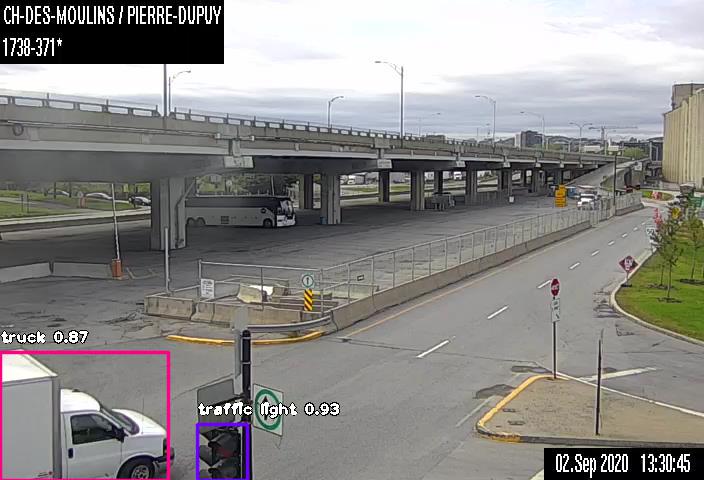 CH-DES-MOULINS / PIERRE-DUPUY
1738-371*
truck 0.87
traffic light 0.93
02.Sep 2020 13:30:45